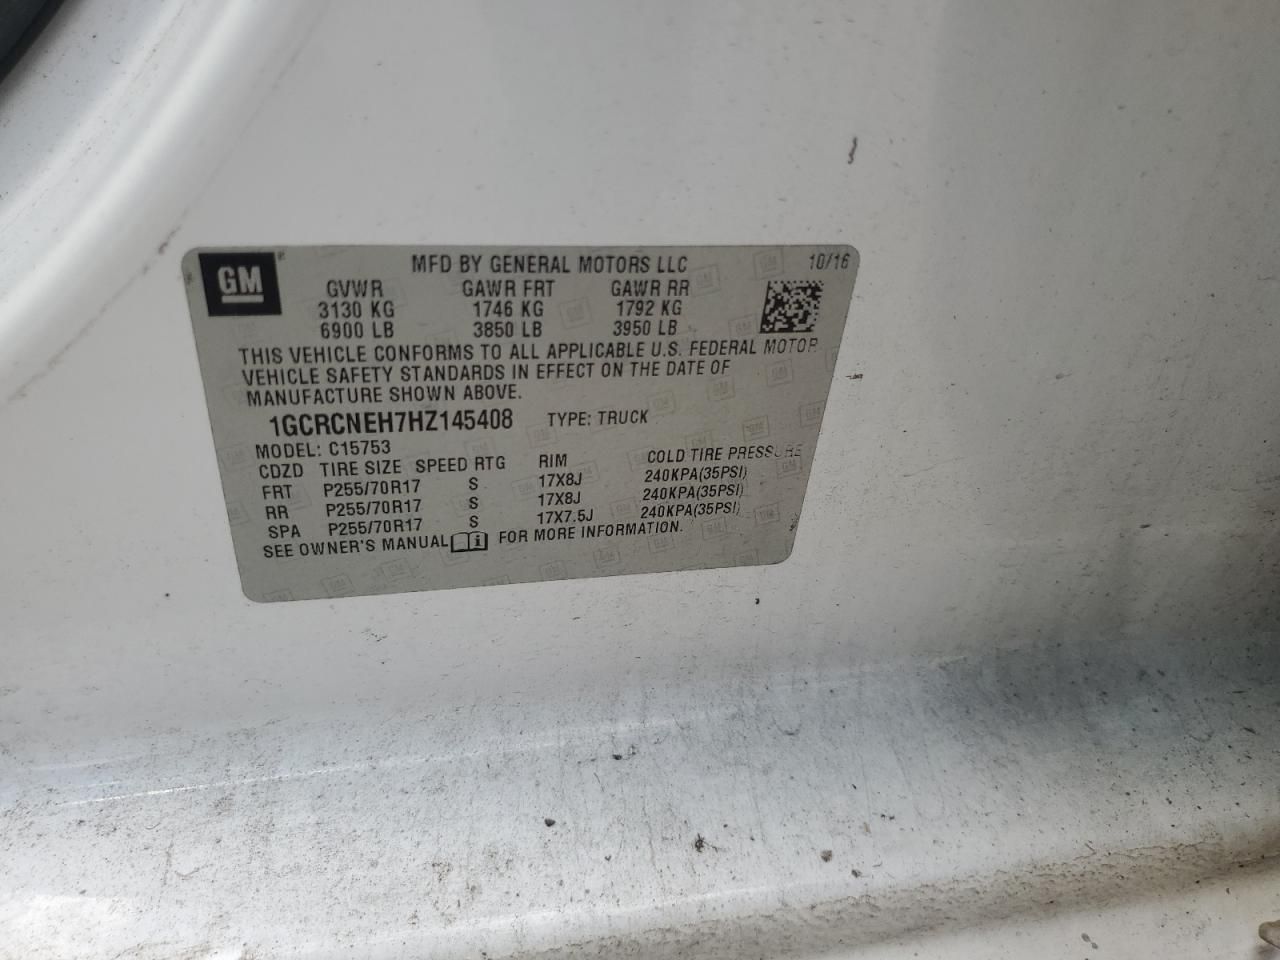 GM
MFD BY GENERAL MOTORS LLC 10/16
GVWR GAWR FRT GAWR RR
3130 KG 1746 KG 1792 KG
6900 LB 3850 LB 3950 LB
THIS VEHICLE CONFORMS TO ALL APPLICABLE U.S. FEDERAL MOTOR
VEHICLE SAFETY STANDARDS IN EFFECT ON THE DATE OF
MANUFACTURE SHOWN ABOVE.
1GCRCNEH7HZ145408 TYPE: TRUCK
MODEL: C15753
CDZD TIRE SIZE SPEED RTG RIM COLD TIRE PRESSURE
FRT P255/70R17 S 17X8J 240KPA(35PSI)
RR P255/70R17 S 17X8J 240KPA(35PSI)
SPA P255/70R17 S 17X7.5J 240KPA(35PSI)
SEE OWNER'S MANUAL FOR MORE INFORMATION.